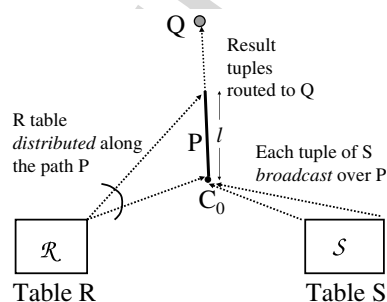 Q
Result
tuples
routed to Q
R table
distributed along
the path P
P
l
Each tuple of S
broadcast over P
C0
R
S
Table R
Table S